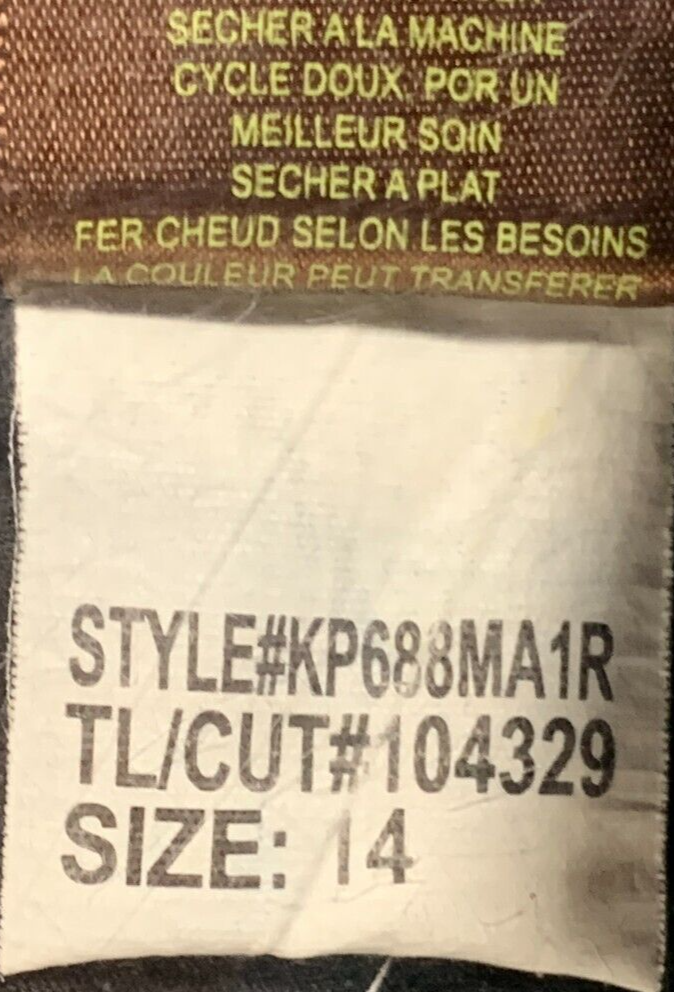 SECHER A LA MACHINE
CYCLE DOUX. POR UN
MEILLEUR SOIN
SECHER A PLAT
FER CHEUD SELON LES BESOINS
LA COULEUR PEUT TRANSFERER
STYLE#KP688MA1R
TL/CUT#104329
SIZE: 14